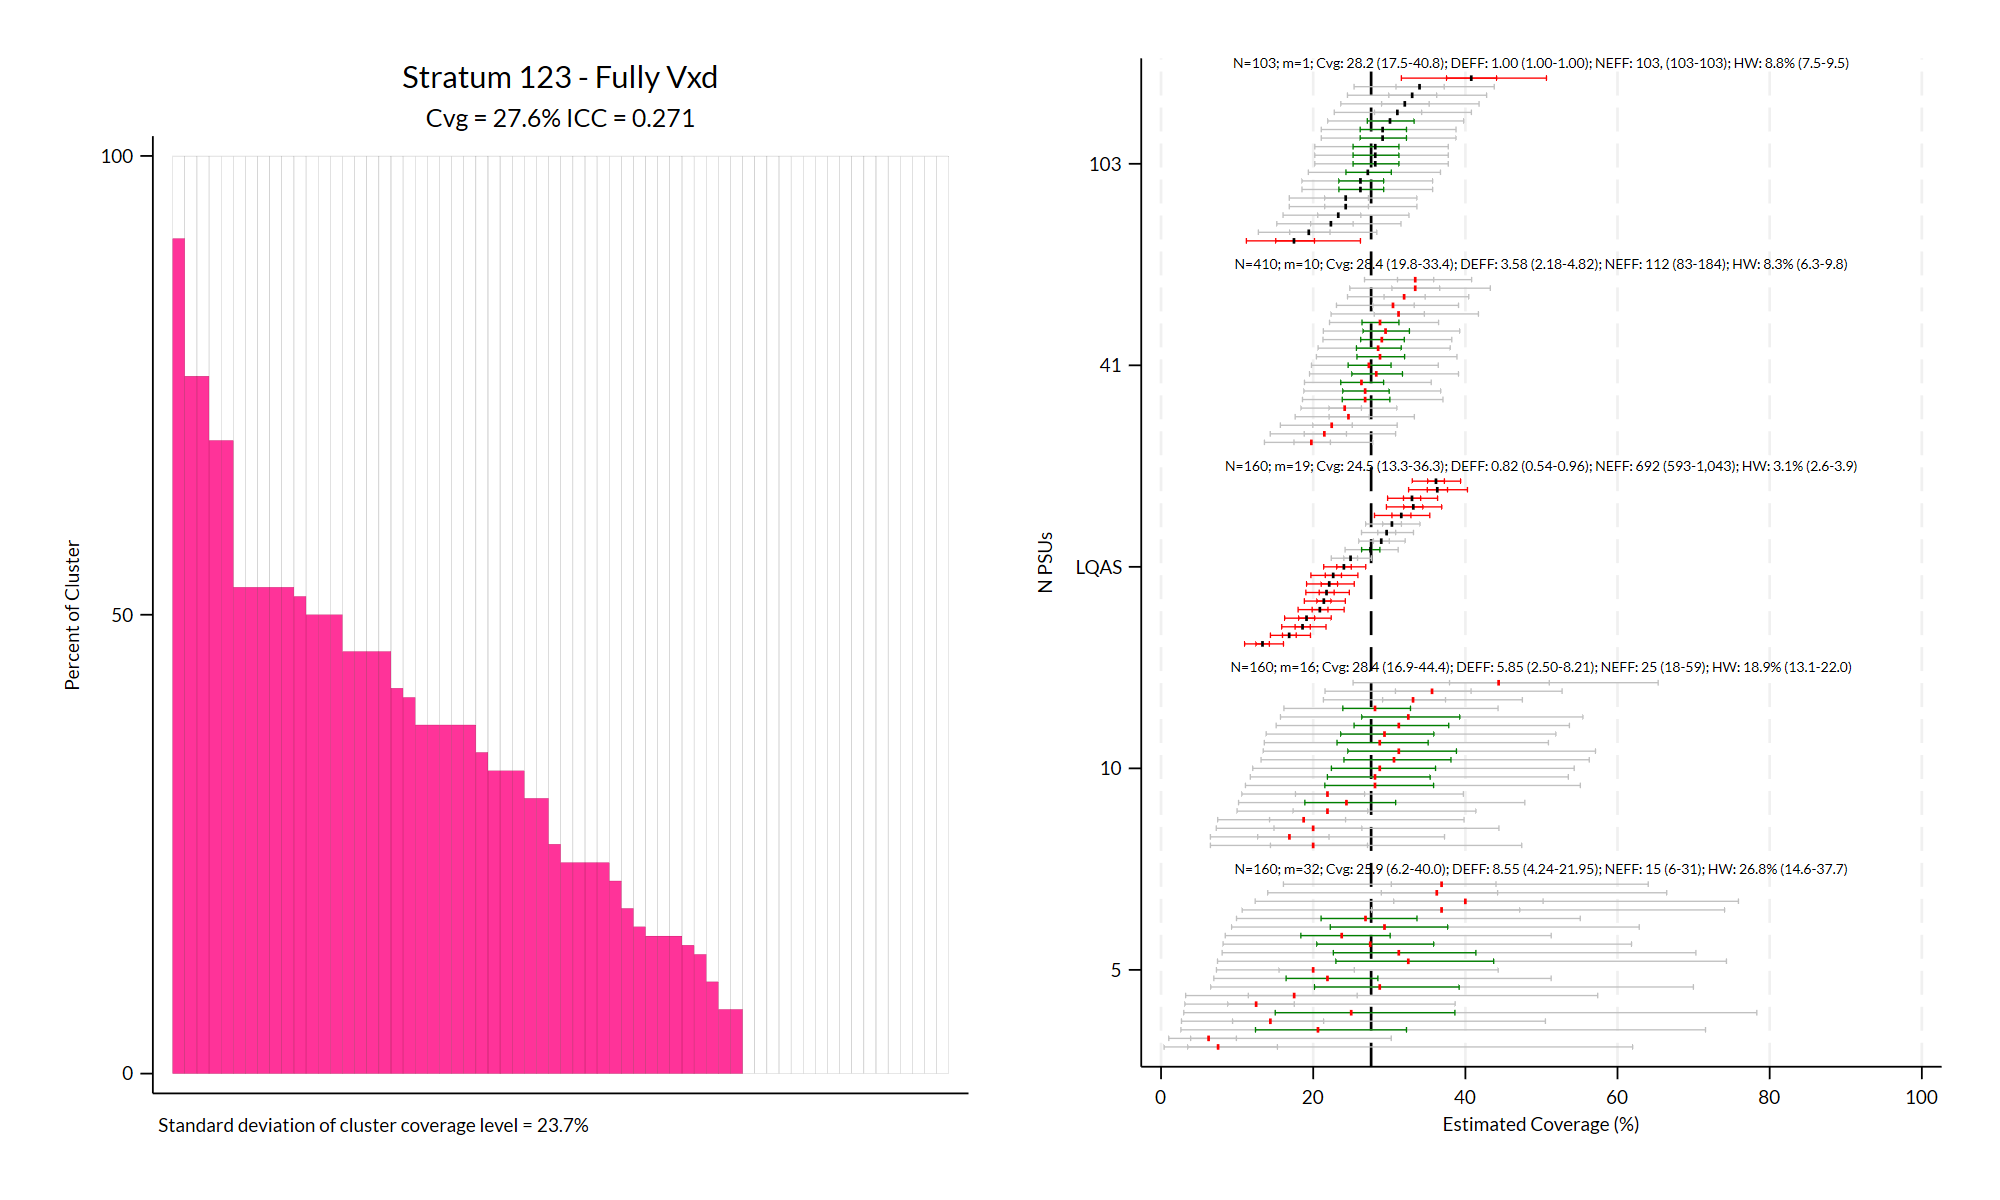 Stratum 123 - Fully Vxd
Cvg = 27.6% ICC = 0.271
Percent of Cluster
100
50
0
Standard deviation of cluster coverage level = 23.7%
N PSUs
N=103; m=1; Cvg: 28.2 (17.5-40.8); DEFF: 1.00 (1.00-1.00); NEFF: 103, (103-103); HW: 8.8% (7.5-9.5)
103
N=410; m=10; Cvg: 28.4 (19.8-33.4); DEFF: 3.58 (2.18-4.82); NEFF: 112 (83-184); HW: 8.3% (6.3-9.8)
41
N=160; m=19; Cvg: 24.5 (13.3-36.3); DEFF: 0.82 (0.54-0.96); NEFF: 692 (593-1,043); HW: 3.1% (2.6-3.9)
LQAS
N=160; m=16; Cvg: 28.4 (16.9-44.4); DEFF: 5.85 (2.50-8.21); NEFF: 25 (18-59); HW: 18.9% (13.1-22.0)
10
N=160; m=32; Cvg: 25.9 (6.2-40.0); DEFF: 8.55 (4.24-21.95); NEFF: 15 (6-31); HW: 26.8% (14.6-37.7)
5
0 20 40 60 80 100
Estimated Coverage (%)